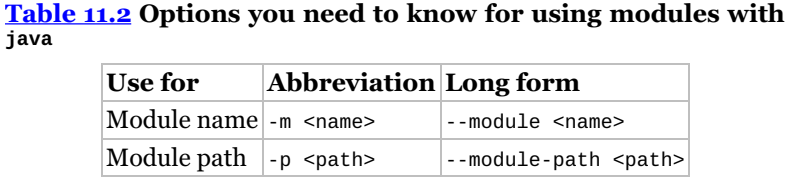 Table 11.2 Options you need to know for using modules with
java
Use for Abbreviation Long form
Module name -m <name> --module <name>
Module path -p <path> --module-path <path>